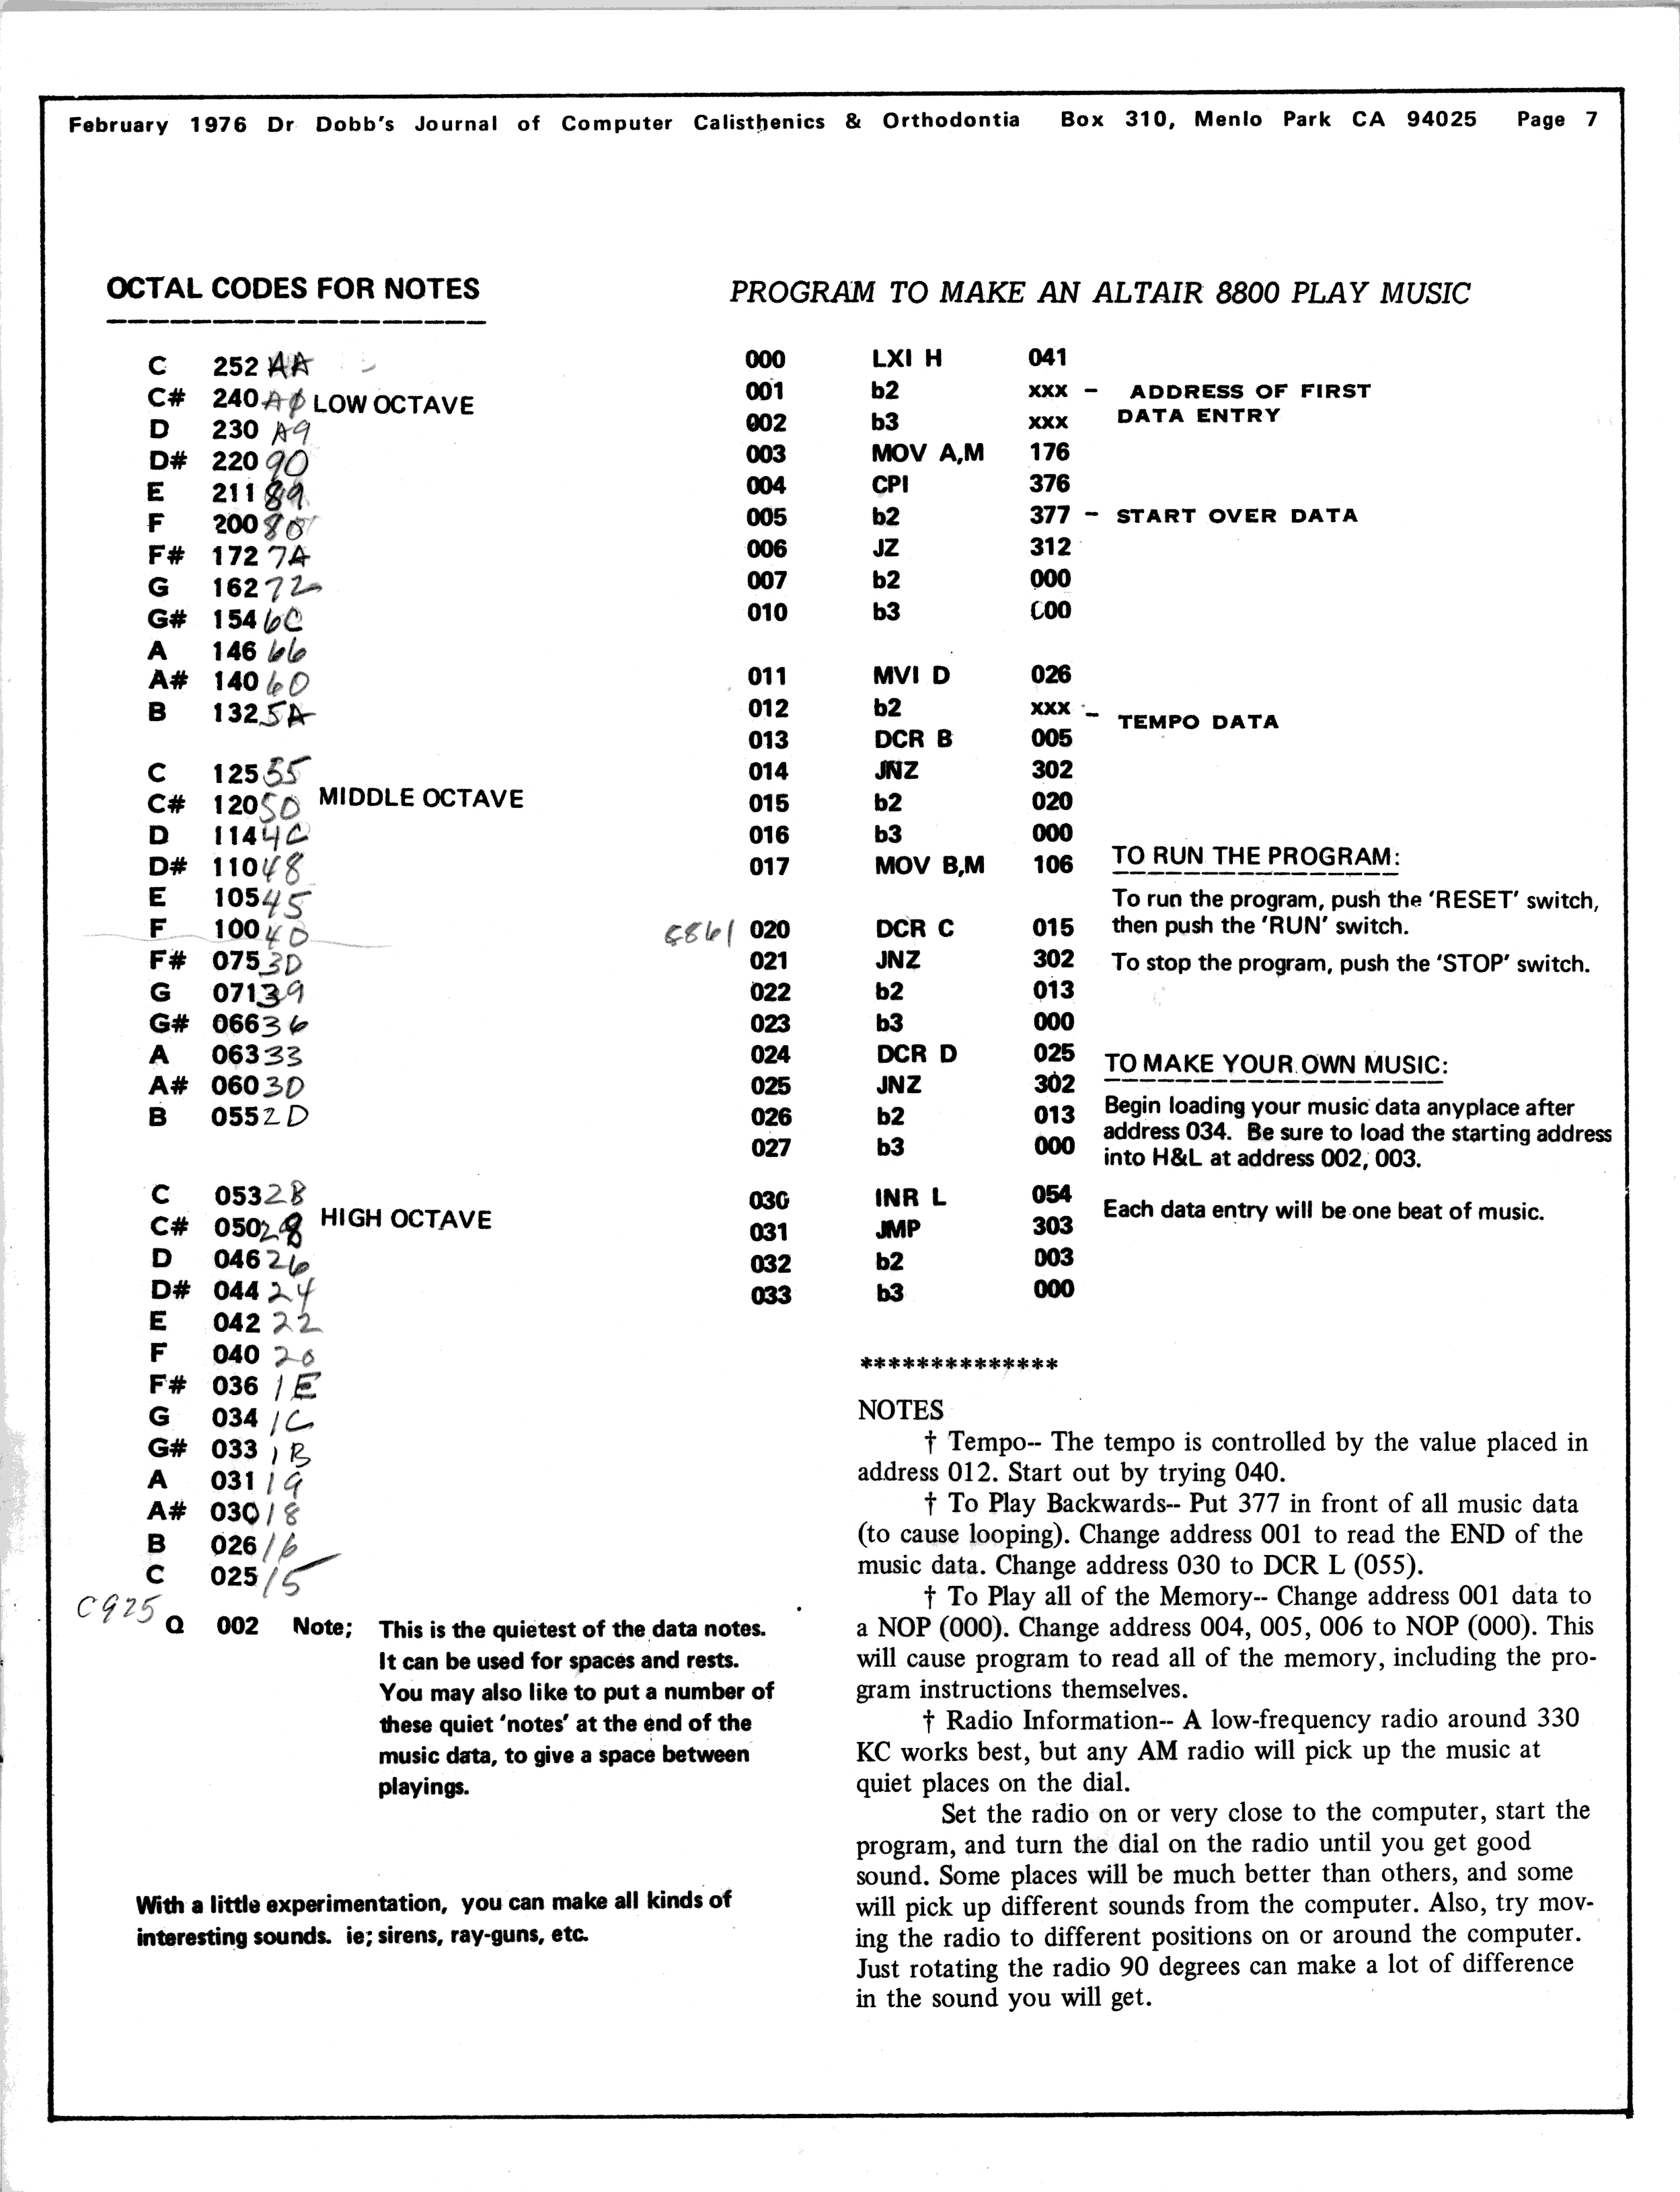 February 1976 Dr Dobb's Journal of Computer Calisthenics & Orthodontia Box 310, Menlo Park CA 94025 Page 7
OCTAL CODES FOR NOTES
C 252 AA
C# 240 A0 LOW OCTAVE
D 230 A9
D# 220 90
E 211 89
F 200 80
F# 172 7A
G 162 72
G# 154 6C
A 146 66
A# 140 60
B 132 5A
C 125 55
C# 120 50 MIDDLE OCTAVE
D 114 4C
D# 110 48
E 105 45
F 100 40
F# 075 3D
G 071 39
G# 066 36
A 063 33
A# 060 30
B 055 2D
C 053 2B
C# 050 28 HIGH OCTAVE
D 046 26
D# 044 24
E 042 22
F 040 20
F# 036 1E
G 034 1C
G# 033 1B
A 031 19
A# 030 18
B 026 16
C 025 15
C925
Q 002 Note; This is the quietest of the data notes.
It can be used for spaces and rests.
You may also like to put a number of
these quiet 'notes' at the end of the
music data, to give a space between
playings.
With a little experimentation, you can make all kinds of
interesting sounds. ie; sirens, ray-guns, etc.
PROGRAM TO MAKE AN ALTAIR 8800 PLAY MUSIC
000 LXI H 041
001 b2 xxx – ADDRESS OF FIRST
DATA ENTRY
002 b3 xxx
003 MOV A,M 176
004 CPI 376
005 b2 377 – START OVER DATA
006 JZ 312
007 b2 000
010 b3 000
011 MVI D 026
012 b2 xxx – TEMPO DATA
013 DCR B 005
014 JNZ 302
015 b2 020
016 b3 000
017 MOV B,M 106
020 DCR C 015
021 JNZ 302
022 b2 013
023 b3 000
024 DCR D 025
025 JNZ 302
026 b2 013
027 b3 000
030 INR L 054
031 JMP 303
032 b2 003
033 b3 000
TO RUN THE PROGRAM:
To run the program, push the 'RESET' switch,
then push the 'RUN' switch.
To stop the program, push the 'STOP' switch.
TO MAKE YOUR OWN MUSIC:
Begin loading your music data anyplace after
address 034. Be sure to load the starting address
into H&L at address 002, 003.
Each data entry will be one beat of music.
**************
NOTES
† Tempo-- The tempo is controlled by the value placed in
address 012. Start out by trying 040.
† To Play Backwards-- Put 377 in front of all music data
(to cause looping). Change address 001 to read the END of the
music data. Change address 030 to DCR L (055).
† To Play all of the Memory-- Change address 001 data to
a NOP (000). Change address 004, 005, 006 to NOP (000). This
will cause program to read all of the memory, including the pro-
gram instructions themselves.
† Radio Information-- A low-frequency radio around 330
KC works best, but any AM radio will pick up the music at
quiet places on the dial.
Set the radio on or very close to the computer, start the
program, and turn the dial on the radio until you get good
sound. Some places will be much better than others, and some
will pick up different sounds from the computer. Also, try mov-
ing the radio to different positions on or around the computer.
Just rotating the radio 90 degrees can make a lot of difference
in the sound you will get.